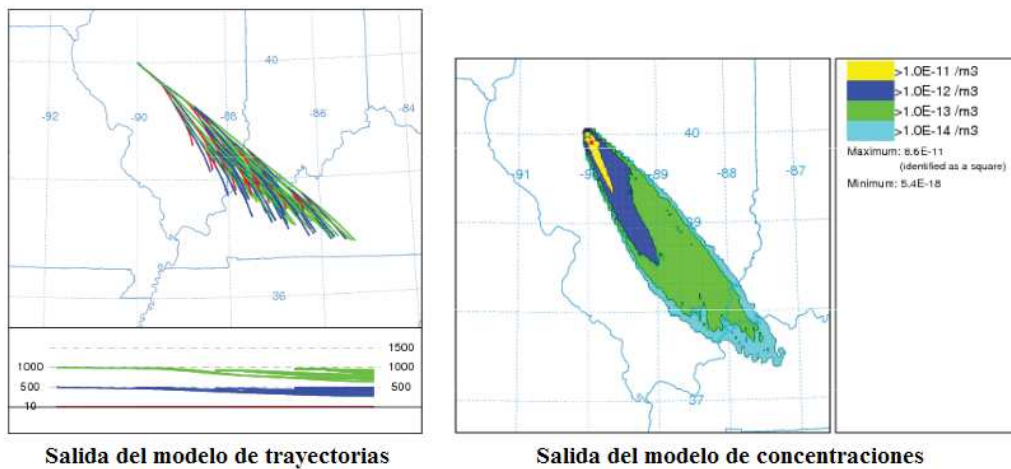 40
-92
-90
-88
-86
-84
36
1500
1000
1000
500
500
10
>1.0E-11 /m3
>1.0E-12 /m3
>1.0E-13 /m3
>1.0E-14 /m3
Maximum: 8.6E-11
(identified as a square)
Minimum: 5.4E-18
40
-91
-90
-89
-88
-87
39
37
Salida del modelo de trayectorias
Salida del modelo de concentraciones